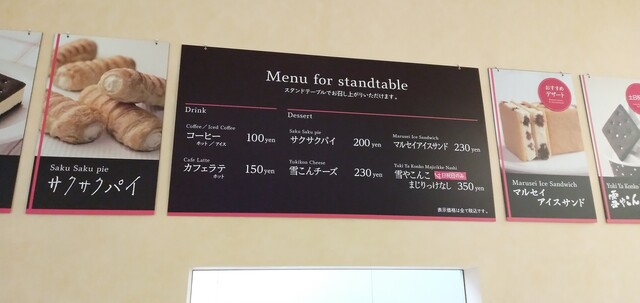 Saku Saku pie
サクサクパイ
Menu for standtable
スタンドテーブルでお召し上がりいただけます。
Drink
Coffee / Iced Coffee
コーヒー 100yen
ホット/アイス
Cafe Latte
カフェラテ 150yen
ホット
Dessert
Saku Saku pie
サクサクパイ 200yen
Yukikon Cheese
雪こんチーズ 230yen
Marusei Ice Sandwich
マルセイアイスサンド 230yen
Yuki Ya Konko Majirikke Nashi
雪やこんこ
まじりっけなし 350yen
表示価格は全て税込です。
おすすめ
デザート
Marusei Ice Sandwich
マルセイ
アイスサンド
Yuki Ya Konko
雪やこん